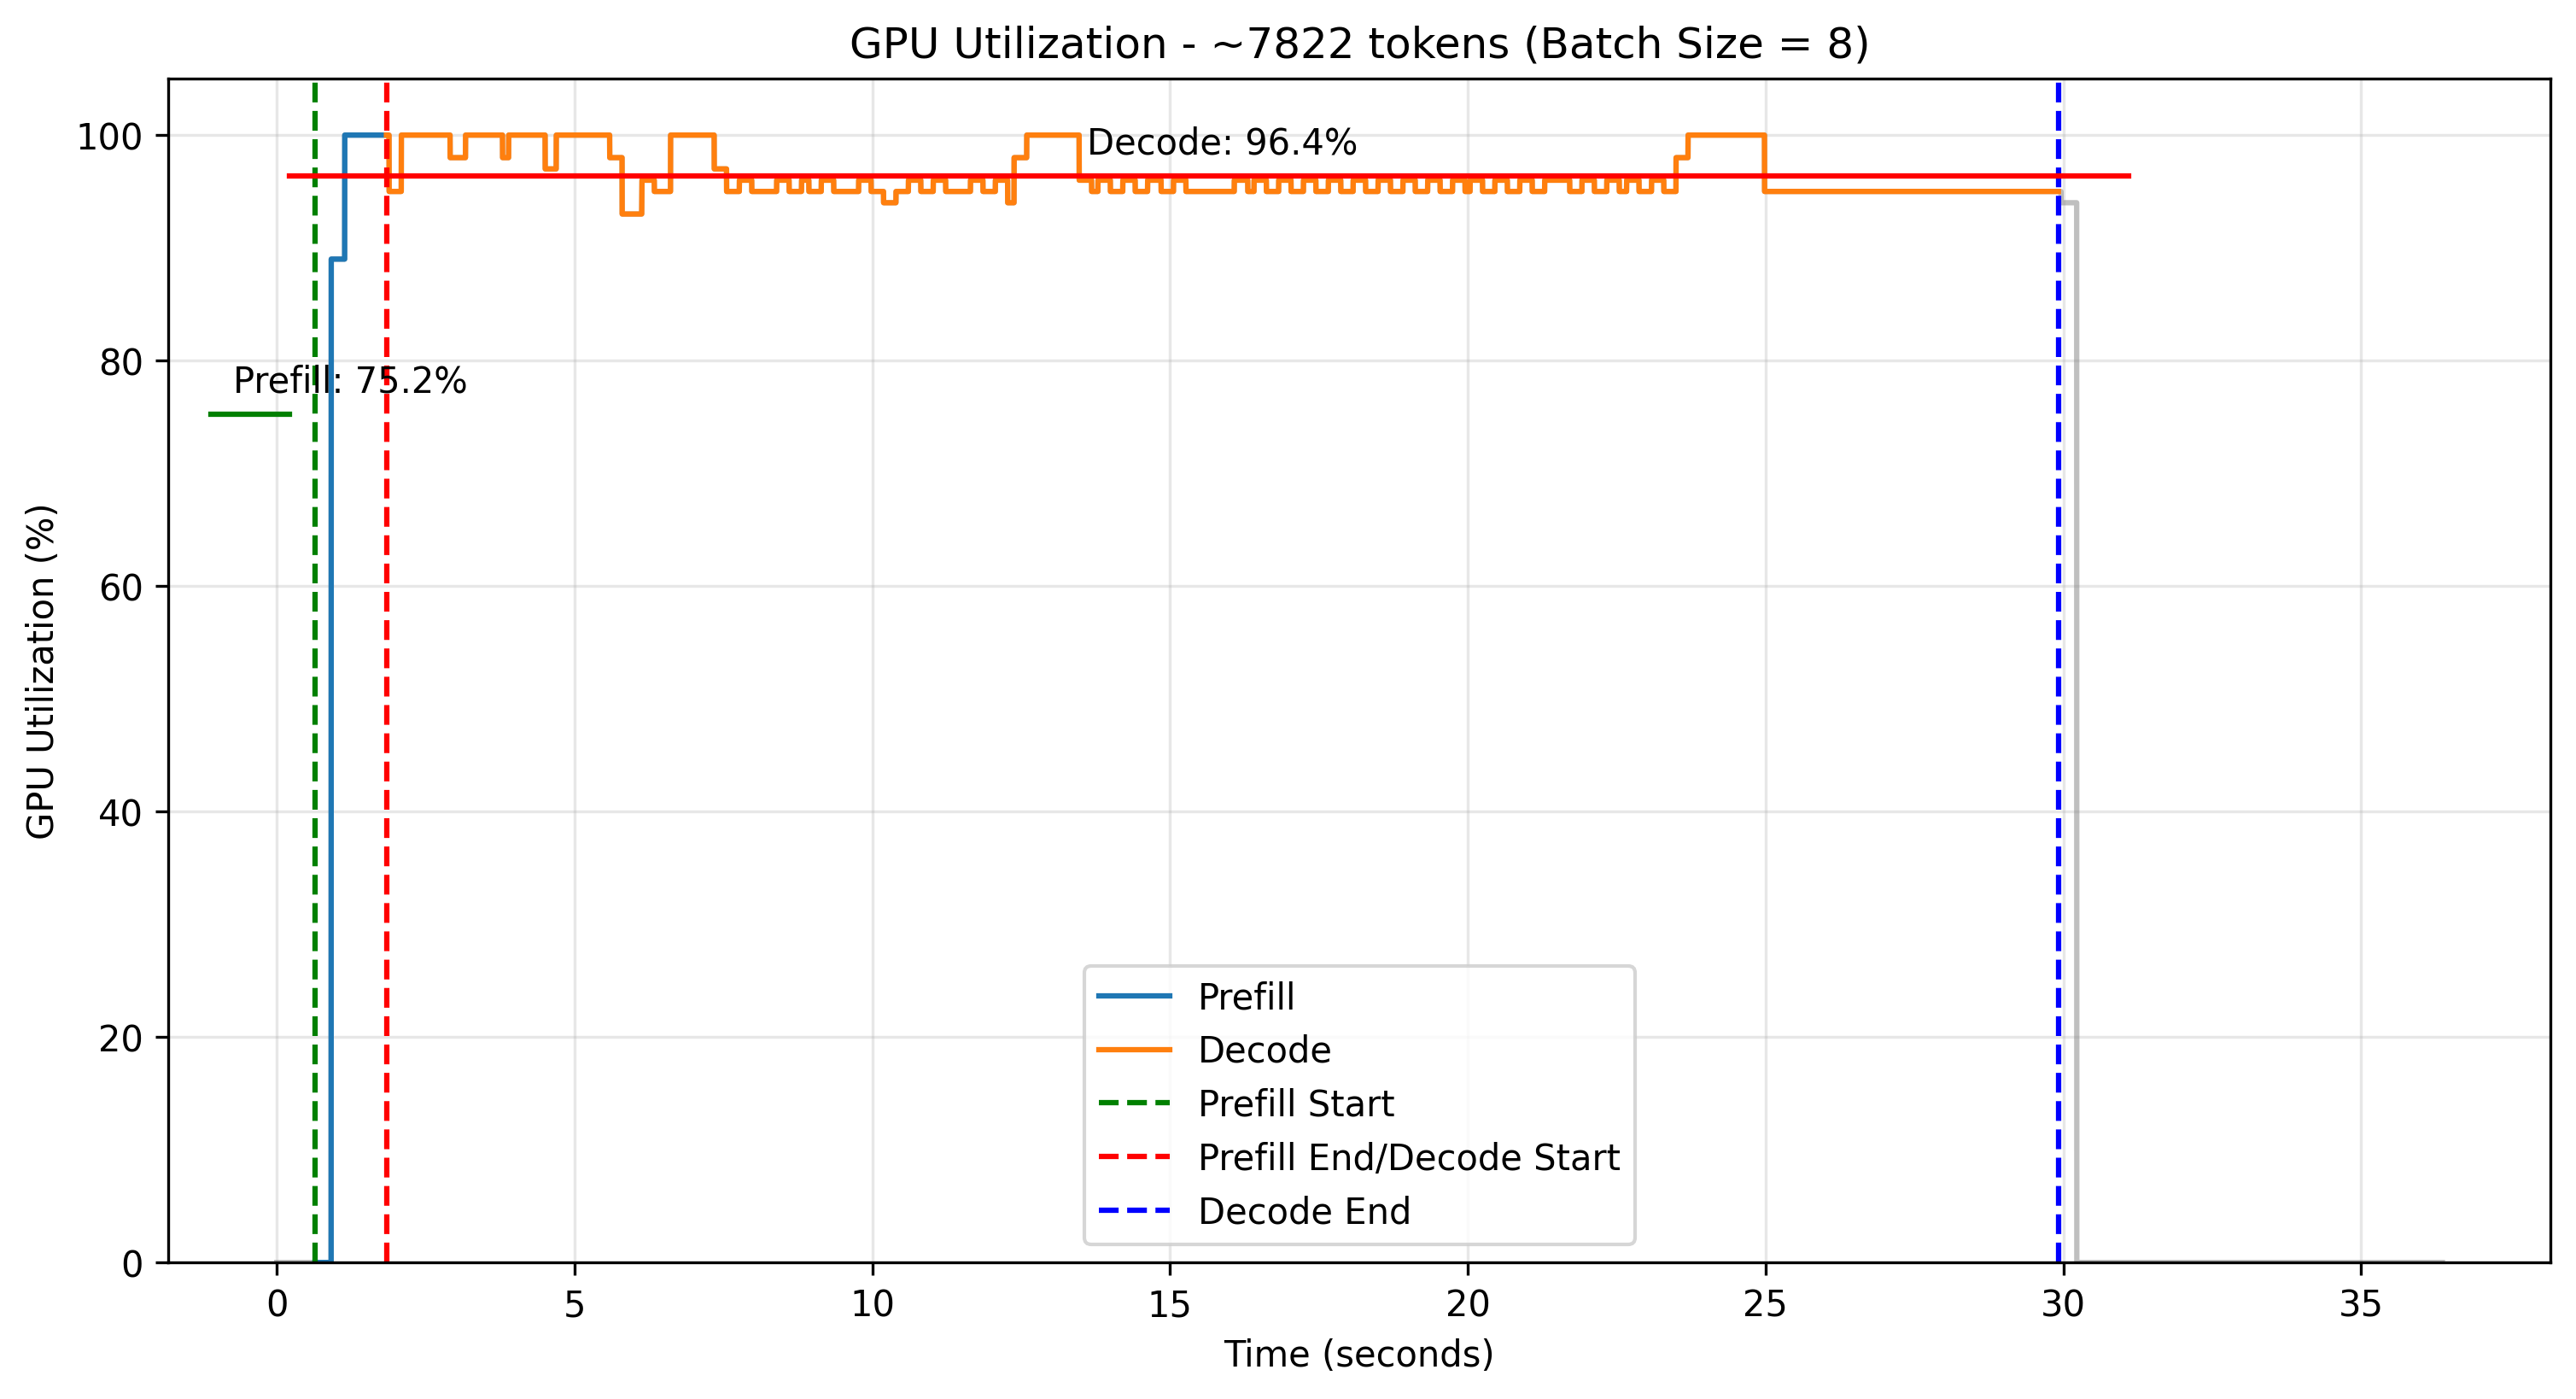 GPU Utilization - ~7822 tokens (Batch Size = 8)
GPU Utilization (%)
100
80
60
40
20
0
Decode: 96.4%
Prefill: 75.2%
Prefill
Decode
Prefill Start
Prefill End/Decode Start
Decode End
0 5 10 15 20 25 30 35
Time (seconds)